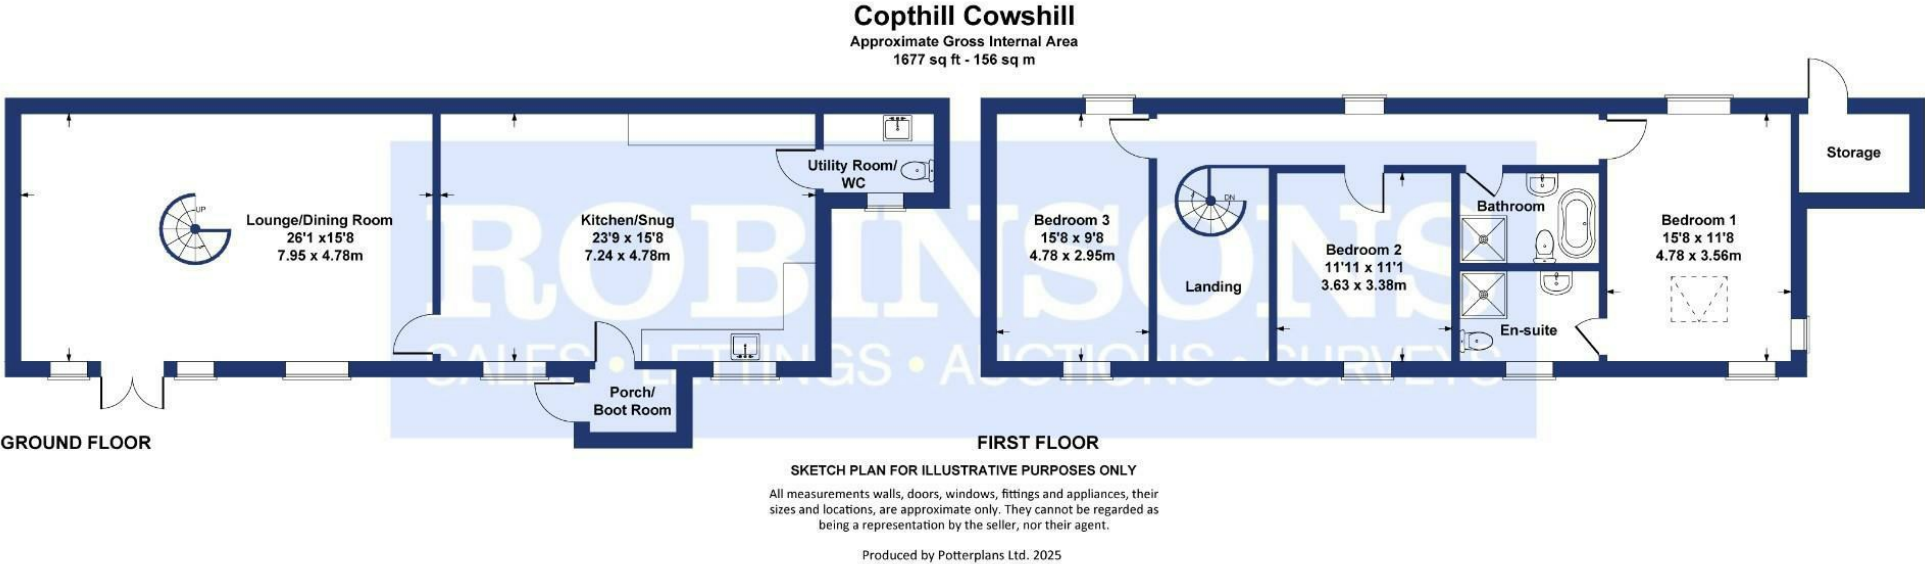 Copthill Cowshill
Approximate Gross Internal Area
1677 sq ft - 156 sq m
Utility Room/
WC
Storage
UP
Lounge/Dining Room
26'1 x15'8
7.95 x 4.78m
Kitchen/Snug
23'9 x 15'8
7.24 x 4.78m
Porch/
Boot Room
Bedroom 3
15'8 x 9'8
4.78 x 2.95m
DN
Landing
Bedroom 2
11'11 x 11'1
3.63 x 3.38m
Bathroom
En-suite
Bedroom 1
15'8 x 11'8
4.78 x 3.56m
ROBINSONS
SALES • LETTINGS • AUCTIONS • SURVEYS
GROUND FLOOR
FIRST FLOOR
SKETCH PLAN FOR ILLUSTRATIVE PURPOSES ONLY
All measurements walls, doors, windows, fittings and appliances, their
sizes and locations, are approximate only. They cannot be regarded as
being a representation by the seller, nor their agent.
Produced by Potterplans Ltd. 2025